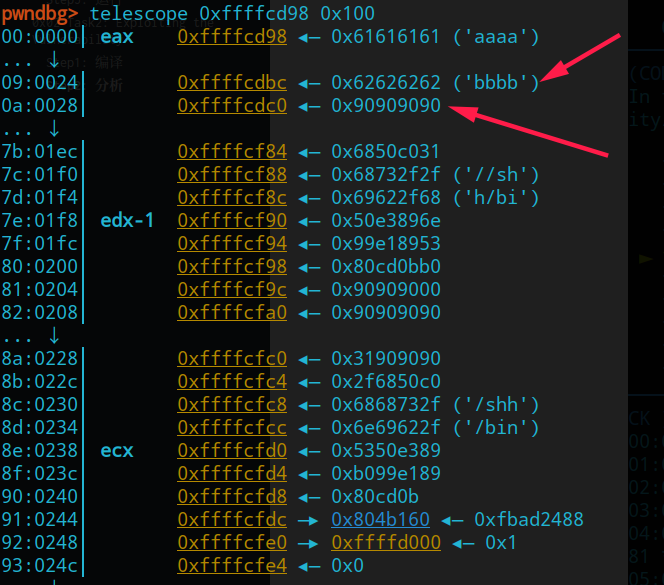 pwndbg> telescope 0xffffcd98 0x100
00:0000│ eax 0xffffcd98 ◂— 0x61616161 ('aaaa')
... ↓
09:0024│ 0xffffcdbc ◂— 0x62626262 ('bbbb')
0a:0028│ 0xffffcdc0 ◂— 0x90909090
... ↓
7b:01ec│ 0xffffcf84 ◂— 0x6850c031
7c:01f0│ 0xffffcf88 ◂— 0x68732f2f ('//sh')
7d:01f4│ 0xffffcf8c ◂— 0x69622f68 ('h/bi')
7e:01f8│ edx-1 0xffffcf90 ◂— 0x50e3896e
7f:01fc│ 0xffffcf94 ◂— 0x99e18953
80:0200│ 0xffffcf98 ◂— 0x80cd0bb0
81:0204│ 0xffffcf9c ◂— 0x90909000
82:0208│ 0xffffcfa0 ◂— 0x90909090
... ↓
8a:0228│ 0xffffcfc0 ◂— 0x31909090
8b:022c│ 0xffffcfc4 ◂— 0x2f6850c0
8c:0230│ 0xffffcfc8 ◂— 0x6868732f ('/shh')
8d:0234│ 0xffffcfcc ◂— 0x6e69622f ('/bin')
8e:0238│ ecx 0xffffcfd0 ◂— 0x5350e389
8f:023c│ 0xffffcfd4 ◂— 0xb099e189
90:0240│ 0xffffcfd8 ◂— 0x80cd0b
91:0244│ 0xffffcfdc —▸ 0x804b160 ◂— 0xfbad2488
92:0248│ 0xffffcfe0 —▸ 0xffffd000 ◂— 0x1
93:024c│ 0xffffcfe4 ◂— 0x0